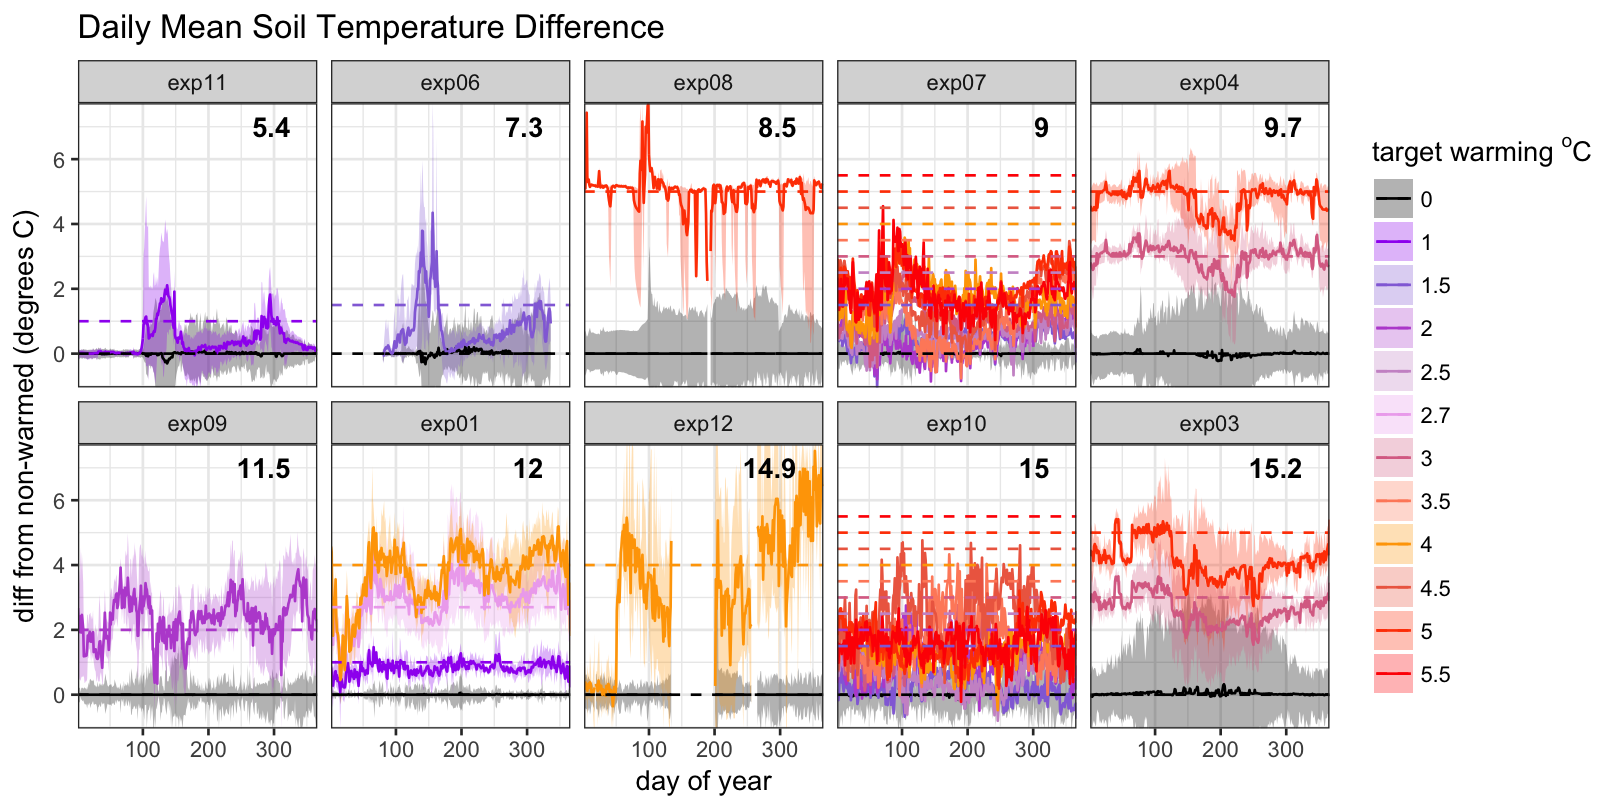 Daily Mean Soil Temperature Difference
exp11 exp06 exp08 exp07 exp04
5.4 7.3 8.5 9 9.7
6
4
2
0
exp09 exp01 exp12 exp10 exp03
11.5 12 14.9 15 15.2
6
4
2
0
100 200 300 100 200 300 100 200 300 100 200 300 100 200 300
day of year
diff from non-warmed (degrees C)
target warming °C
0
1
1.5
2
2.5
2.7
3
3.5
4
4.5
5
5.5